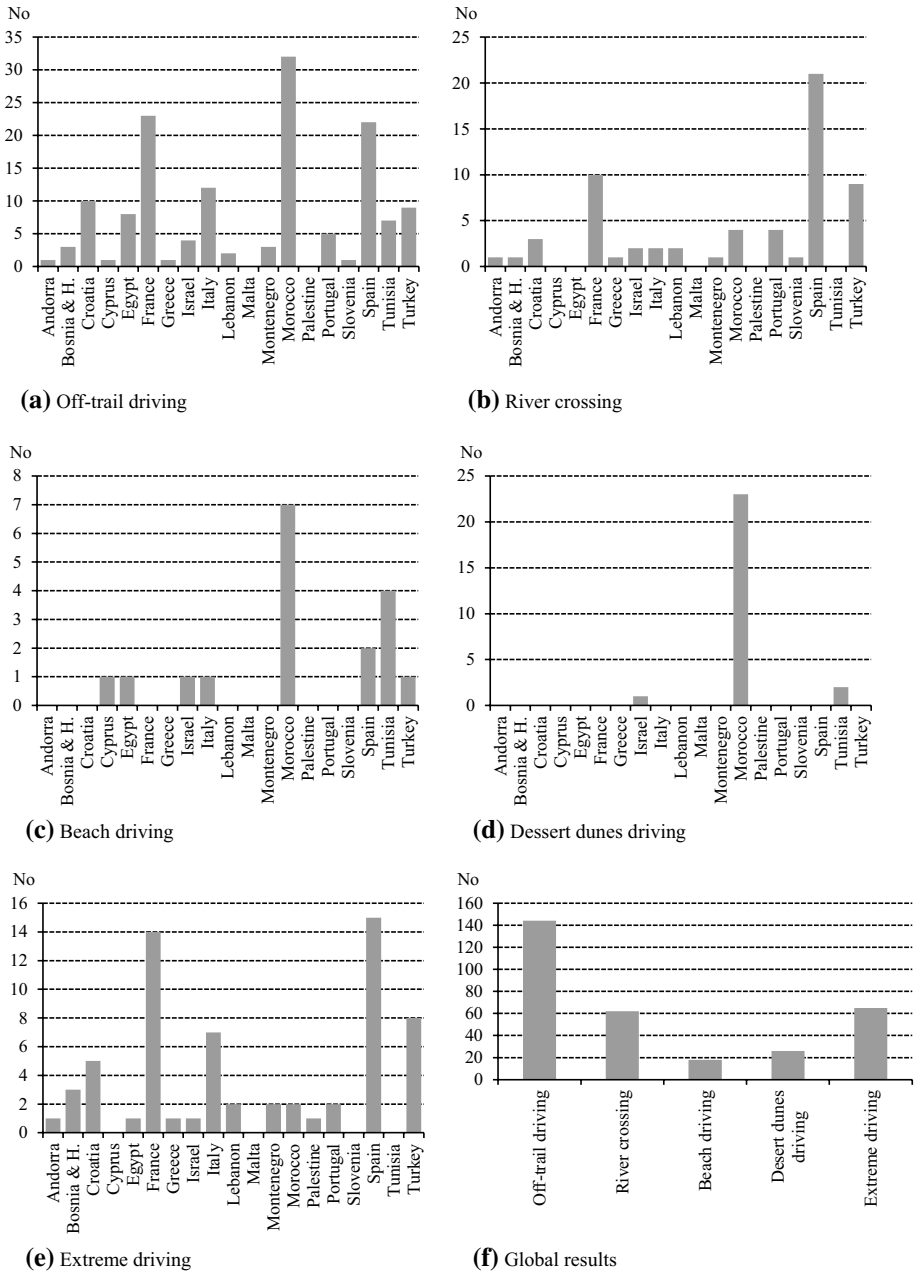 No
35
30
25
20
15
10
5
0
Andorra
Bosnia & H.
Croatia
Cyprus
Egypt
France
Greece
Israel
Italy
Lebanon
Malta
Montenegro
Morocco
Palestine
Portugal
Slovenia
Spain
Tunisia
Turkey
(a) Off-trail driving
No
25
20
15
10
5
0
Andorra
Bosnia & H.
Croatia
Cyprus
Egypt
France
Greece
Israel
Italy
Lebanon
Malta
Montenegro
Morocco
Palestine
Portugal
Slovenia
Spain
Tunisia
Turkey
(b) River crossing
No
8
7
6
5
4
3
2
1
0
Andorra
Bosnia & H.
Croatia
Cyprus
Egypt
France
Greece
Israel
Italy
Lebanon
Malta
Montenegro
Morocco
Palestine
Portugal
Slovenia
Spain
Tunisia
Turkey
(c) Beach driving
No
25
20
15
10
5
0
Andorra
Bosnia & H.
Croatia
Cyprus
Egypt
France
Greece
Israel
Italy
Lebanon
Malta
Montenegro
Morocco
Palestine
Portugal
Slovenia
Spain
Tunisia
Turkey
(d) Dessert dunes driving
No
16
14
12
10
8
6
4
2
0
Andorra
Bosnia & H.
Croatia
Cyprus
Egypt
France
Greece
Israel
Italy
Lebanon
Malta
Montenegro
Morocco
Palestine
Portugal
Slovenia
Spain
Tunisia
Turkey
(e) Extreme driving
No
160
140
120
100
80
60
40
20
0
Off-trail driving
River crossing
Beach driving
Desert dunes
driving
Extreme driving
(f) Global results